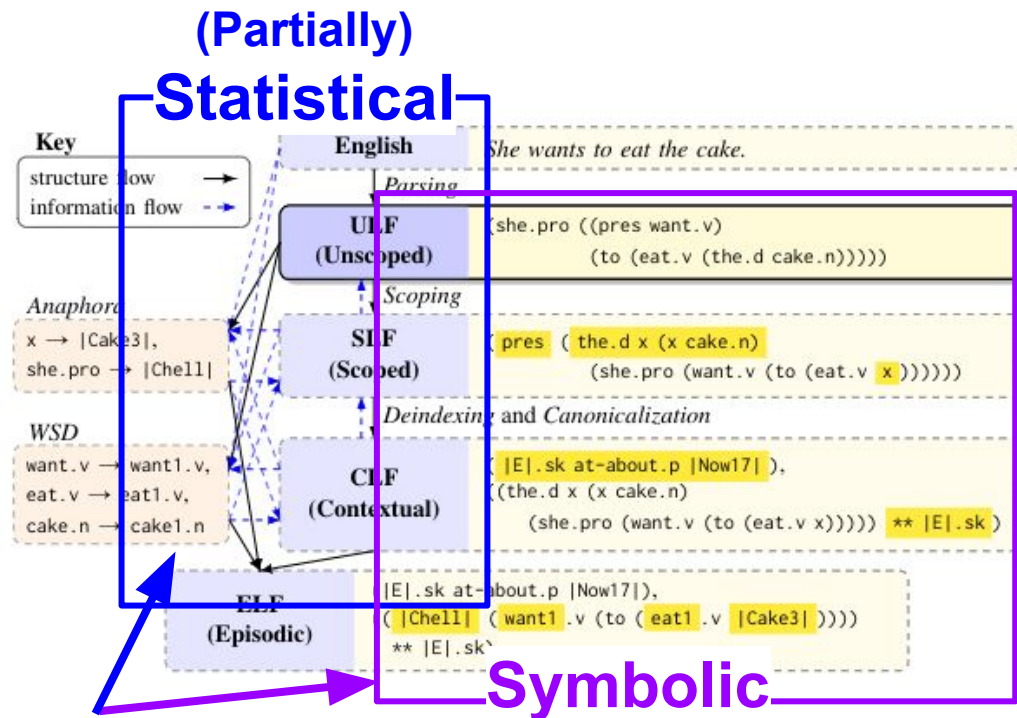 (Partially)
Statistical
Key
structure flow
information flow
English
She wants to eat the cake.
Parsing
ULF
(Unscoped)
(she.pro ((pres want.v)
(to (eat.v (the.d cake.n)))))
Scoping
Anaphora
x → |Cake3|,
she.pro → |Chell|
SLF
(Scoped)
( pres ( the.d x (x cake.n)
(she.pro (want.v (to (eat.v x))))))
Deindexing and Canonicalization
WSD
want.v → want1.v,
eat.v → eat1.v,
cake.n → cake1.n
CLF
(Contextual)
( |E|.sk at-about.p |Now17| ),
((the.d x (x cake.n)
(she.pro (want.v (to (eat.v x))))) ** |E|.sk )
ELF
(Episodic)
|E|.sk at-about.p |Now17|),
( |Chell| ( want1 .v (to ( eat1 .v |Cake3| ))))
** |E|.sk)
Symbolic